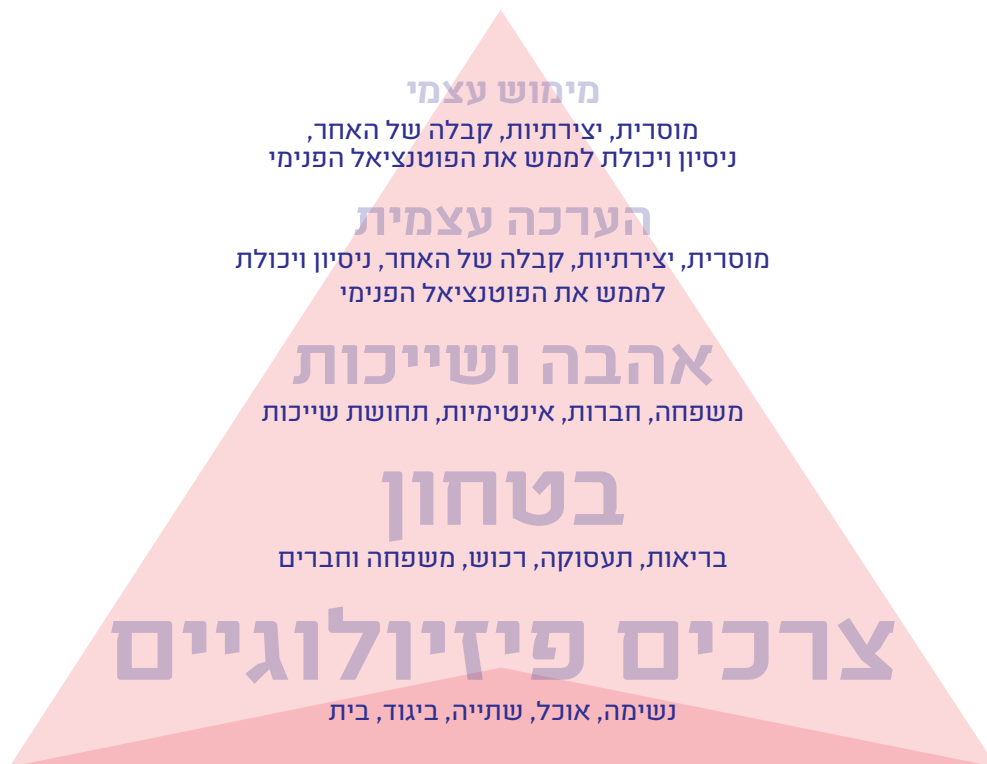 מימוש עצמי
מוסרית, יצירתיות, קבלה של האחר,
ניסיון ויכולת לממש את הפוטנציאל הפנימי
הערכה עצמית
מוסרית, יצירתיות, קבלה של האחר, ניסיון ויכולת
לממש את הפוטנציאל הפנימי
אהבה ושייכות
משפחה, חברות, אינטימיות, תחושת שייכות
בטחון
בריאות, תעסוקה, רכוש, משפחה וחברים
צרכים פיזיולוגיים
נשימה, אוכל, שתייה, ביגוד, בית